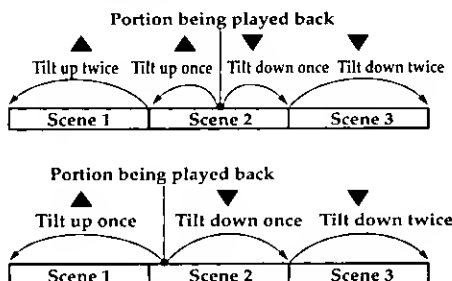 Portion being played back
Tilt up twice Tilt up once Tilt down once Tilt down twice
Scene 1 Scene 2 Scene 3
Portion being played back
Tilt up once Tilt down once Tilt down twice
Scene 1 Scene 2 Scene 3